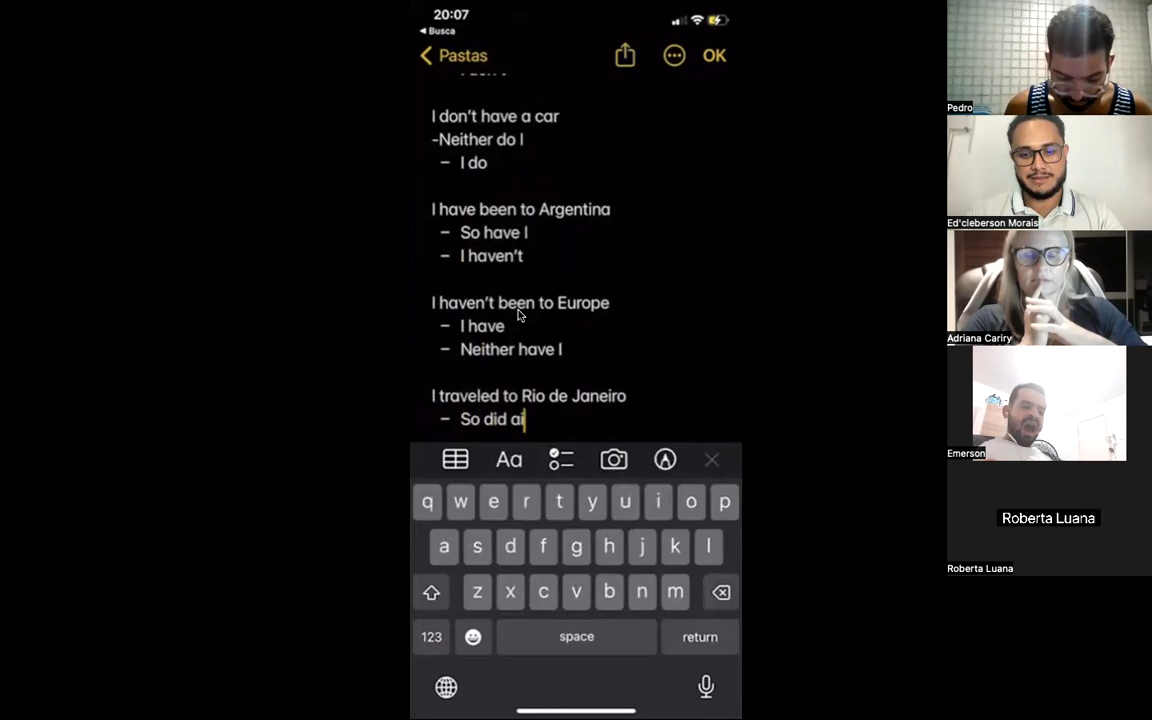 20:07
Busca
Pastas
OK
I don't have a car
-Neither do I
– I do
I have been to Argentina
– So have I
– I haven't
I haven't been to Europe
– I have
– Neither have I
I traveled to Rio de Janeiro
– So did ai
Aa
q w e r t y u i o p
a s d f g h j k l
z x c v b n m
123 space return
Pedro
Ed'cleberson Morais
Adriana Cariry
Emerson
Roberta Luana
Roberta Luana